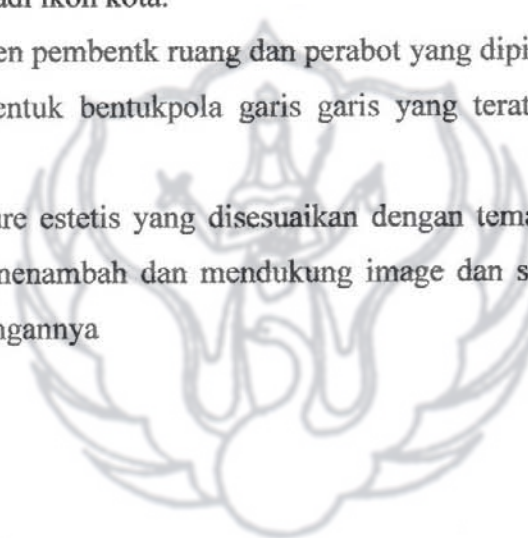 adi ikon kota.
en pembentk ruang dan perabot yang dipi
entuk bentukpola garis garis yang terat
ure estetis yang disesuaikan dengan tema
menambah dan mendukung image dan s
ngannya